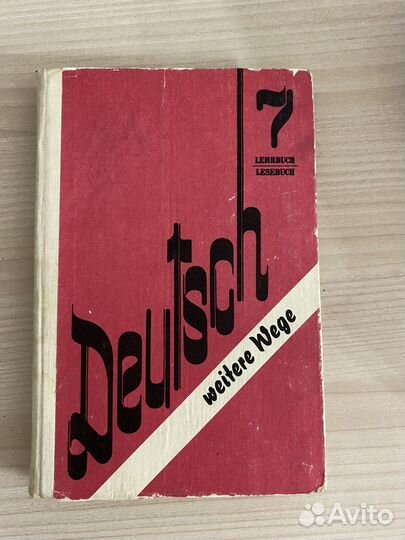 7
LEHRBUCH
LESEBUCH
Deutsch
weitere Wege
Avito